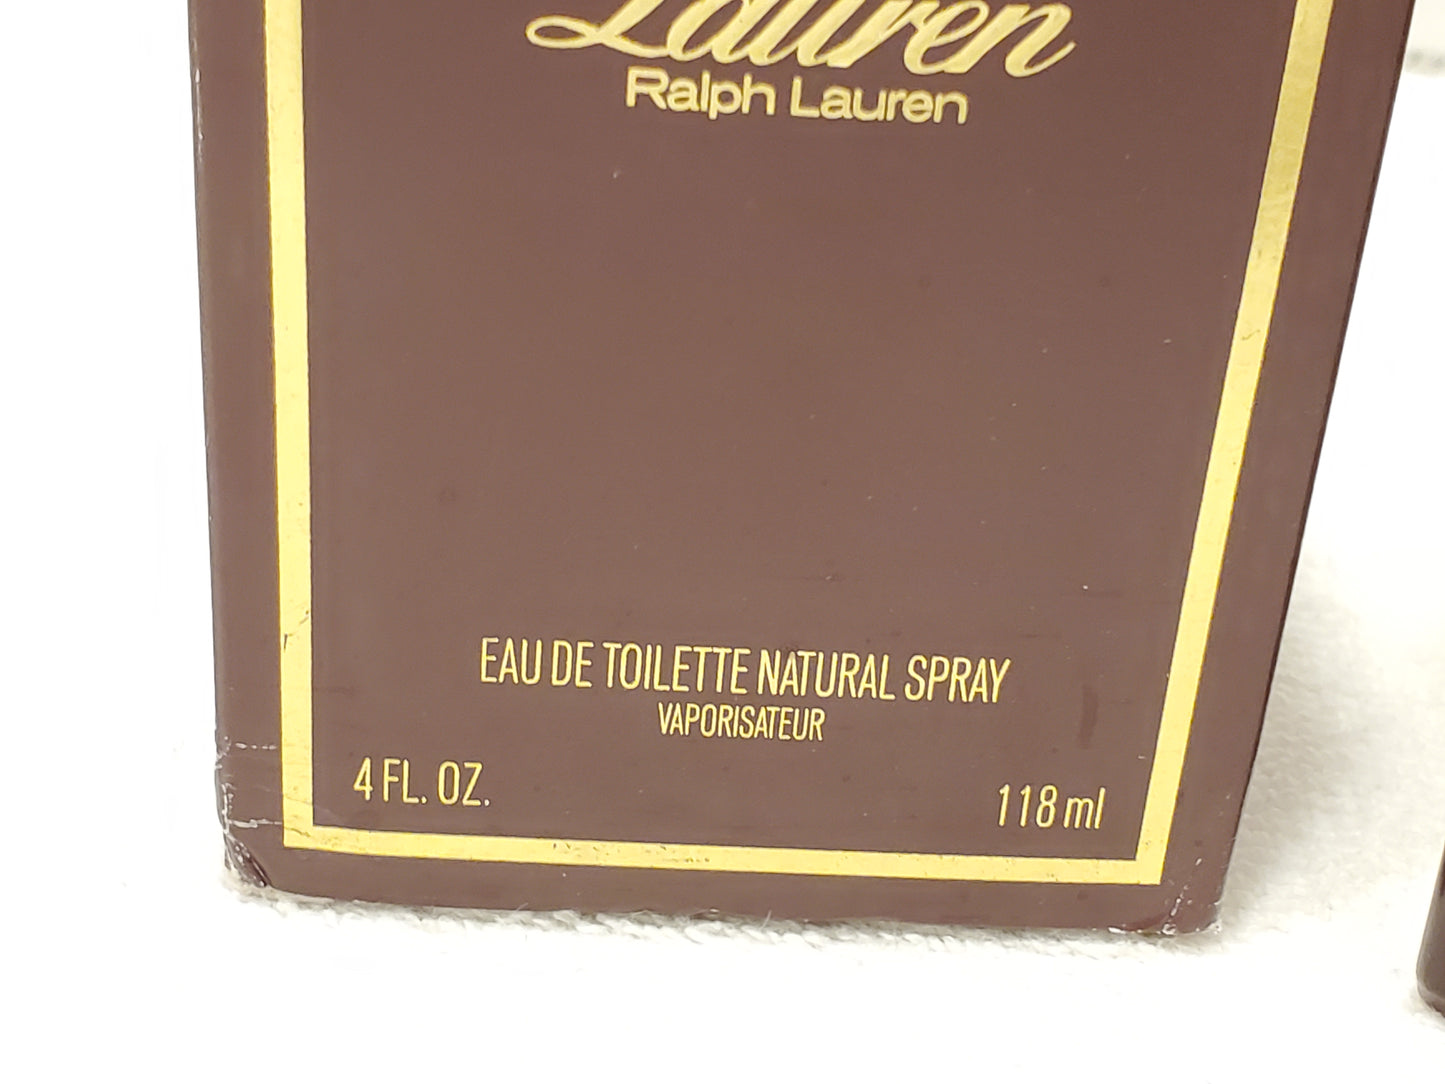 Lauren
Ralph Lauren
EAU DE TOILETTE NATURAL SPRAY
VAPORISATEUR
4 FL. OZ.
118 ml